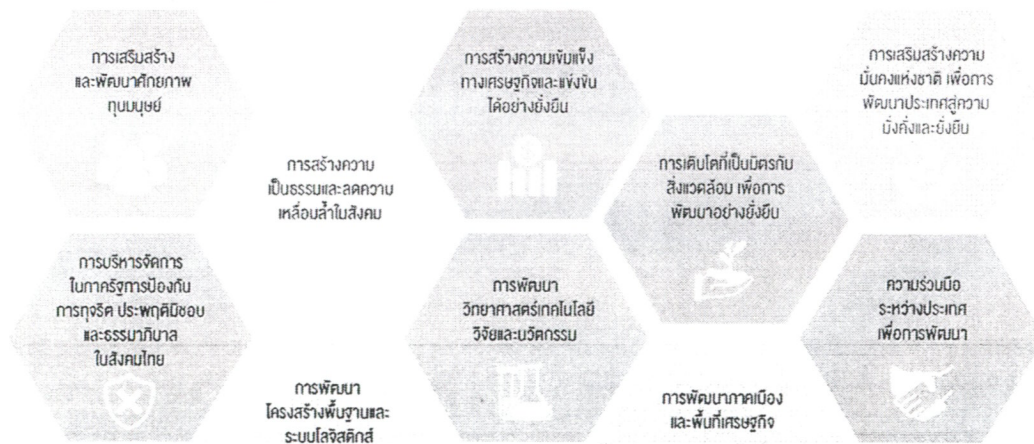 การเสริมสร้าง
และพัฒนาศักยภาพ
ทุนมนุษย์
การสร้างความ
เป็นธรรมและลดความ
เหลื่อมล้ำในสังคม
การสร้างความเข้มแข็ง
ทางเศรษฐกิจและแข่งขัน
ได้อย่างยั่งยืน
การเติบโตที่เป็นมิตรกับ
สิ่งแวดล้อม เพื่อการ
พัฒนาอย่างยั่งยืน
การเสริมสร้างความ
มั่นคงแห่งชาติ เพื่อการ
พัฒนาประเทศสู่ความ
มั่งคั่งและยั่งยืน
การบริหารจัดการ
ในภาครัฐการป้องกัน
การทุจริต ประพฤติมิชอบ
และธรรมาภิบาล
ในสังคมไทย
การพัฒนา
โครงสร้างพื้นฐานและ
ระบบโลจิสติกส์
การพัฒนา
วิทยาศาสตร์เทคโนโลยี
วิจัยและนวัตกรรม
การพัฒนาภาคเมือง
และพื้นที่เศรษฐกิจ
ความร่วมมือ
ระหว่างประเทศ
เพื่อการพัฒนา